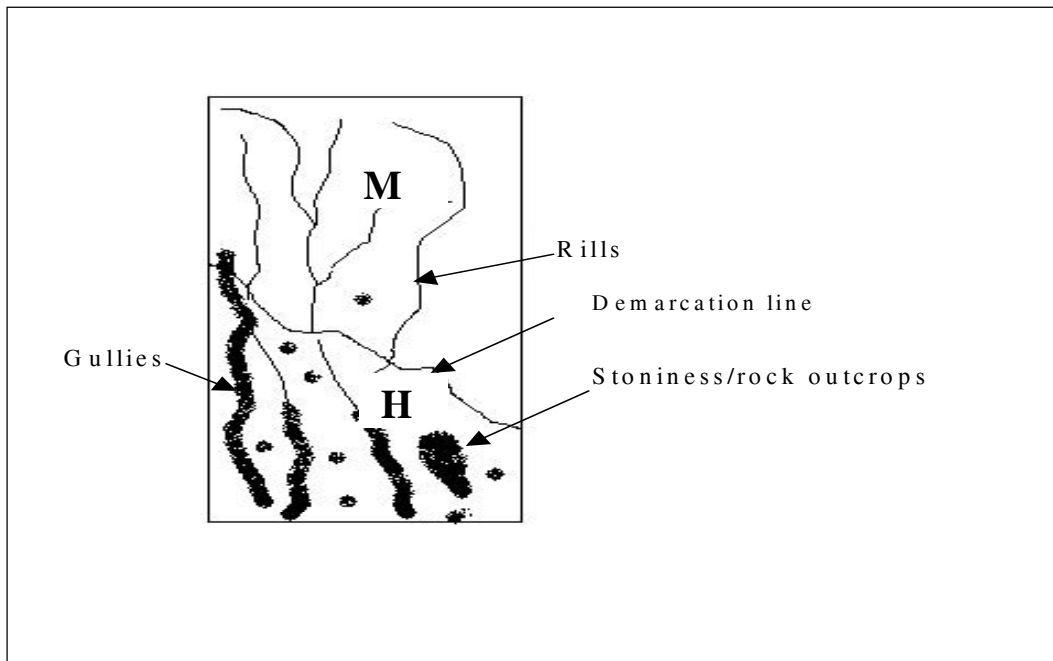 M
Rills
Demarcation line
Gullies
Stoniness/rock outcrops
H